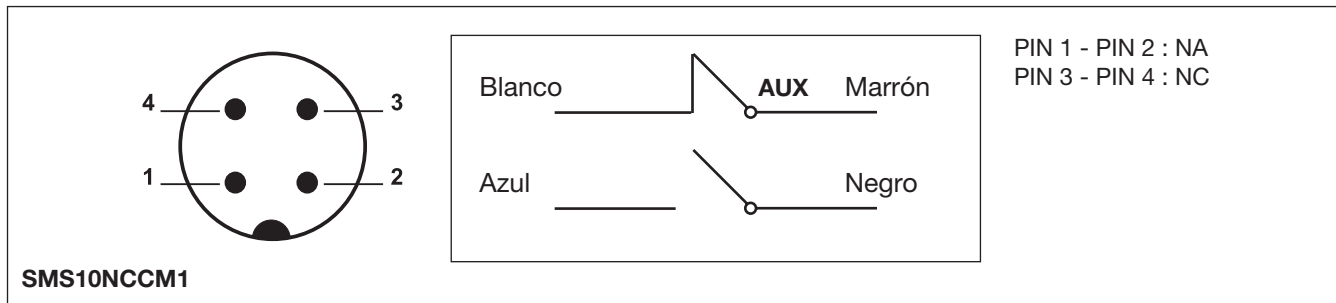 4 3
1 2
Blanco AUX Marrón
Azul Negro
PIN 1 - PIN 2 : NA
PIN 3 - PIN 4 : NC
SMS10NCCM1